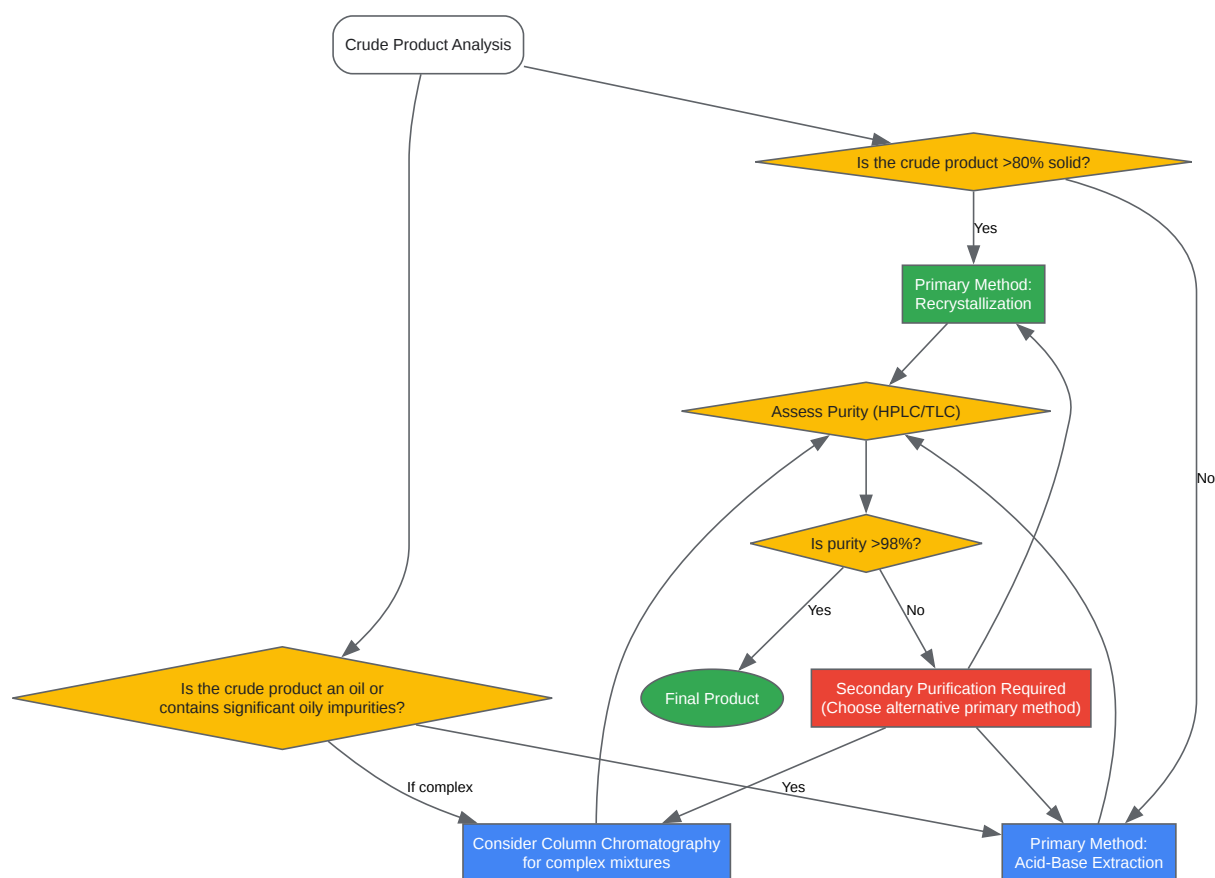 Crude Product Analysis
Is the crude product >80% solid?
Yes
Primary Method:
Recrystallization
Assess Purity (HPLC/TLC)
No
Is purity >98%?
Yes
No
Is the crude product an oil or
contains significant oily impurities?
Final Product
Secondary Purification Required
(Choose alternative primary method)
If complex
Yes
Consider Column Chromatography
for complex mixtures
Primary Method:
Acid-Base Extraction